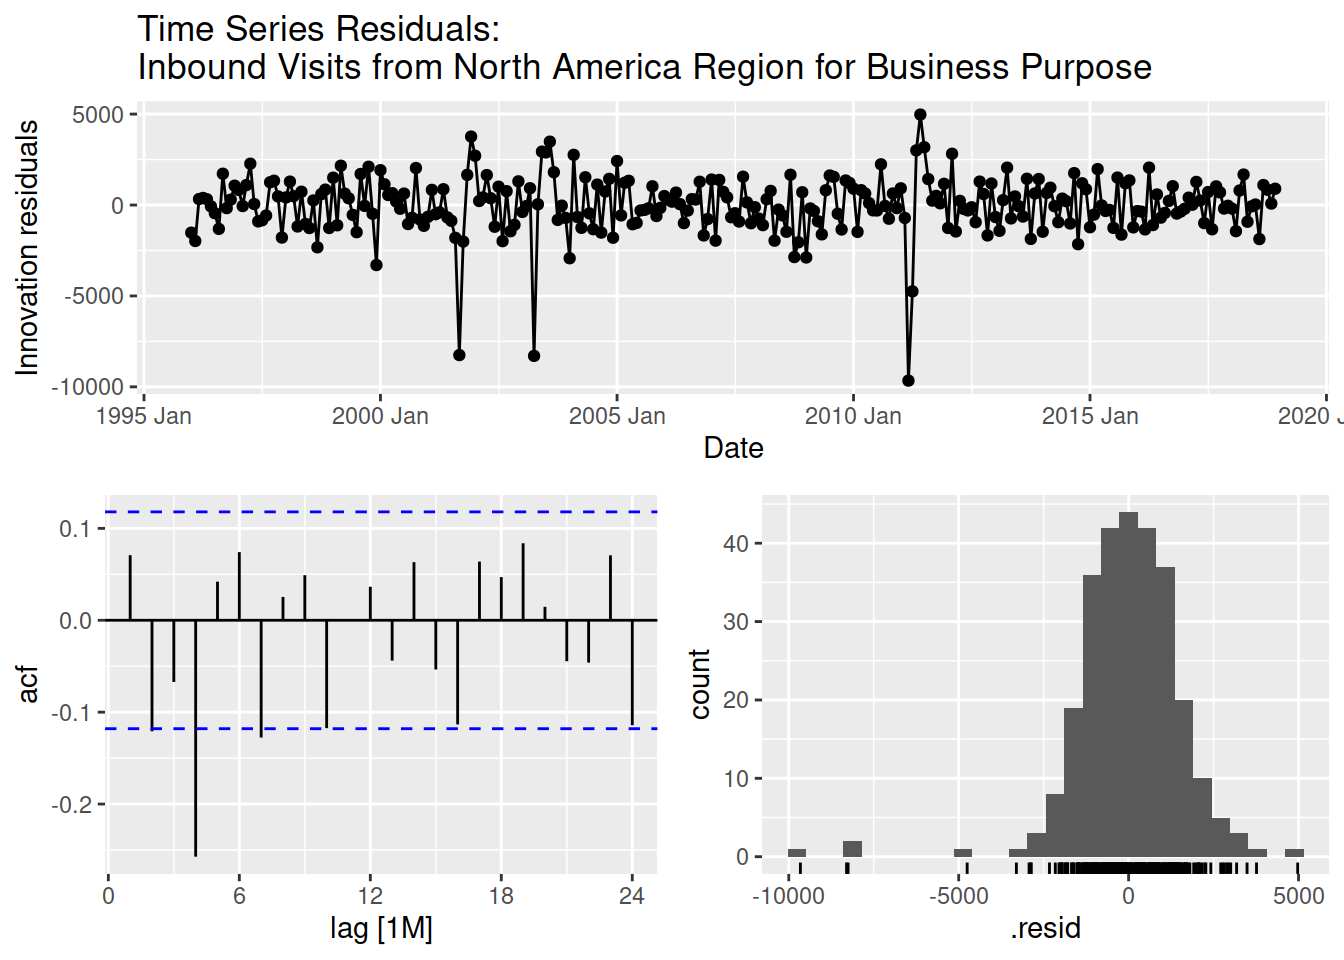 Time Series Residuals:
Inbound Visits from North America Region for Business Purpose
Innovation residuals
5000
0
-5000
-10000
1995 Jan 2000 Jan 2005 Jan 2010 Jan 2015 Jan 2020 J
Date
acf
0.1
0.0
-0.1
-0.2
0 6 12 18 24
lag [1M]
count
40
30
20
10
0
-10000 -5000 0 5000
.resid